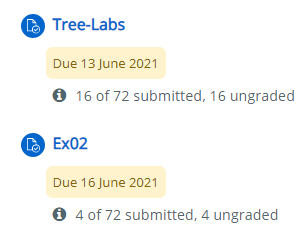 Tree-Labs
Due 13 June 2021
16 of 72 submitted, 16 ungraded
Ex02
Due 16 June 2021
4 of 72 submitted, 4 ungraded